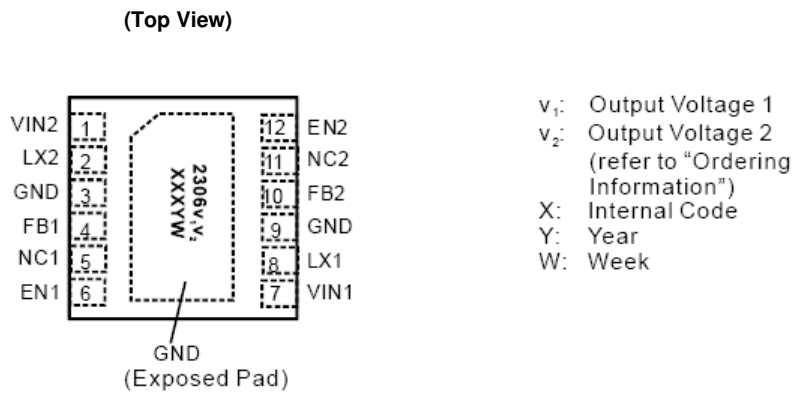 (Top View)
VIN2 1
LX2 2
GND 3
FB1 4
NC1 5
EN1 6
2306v₁v₂
XXXYW
12 EN2
11 NC2
10 FB2
9 GND
8 LX1
7 VIN1
GND
(Exposed Pad)
v₁: Output Voltage 1
v₂: Output Voltage 2
(refer to “Ordering
Information”)
X: Internal Code
Y: Year
W: Week